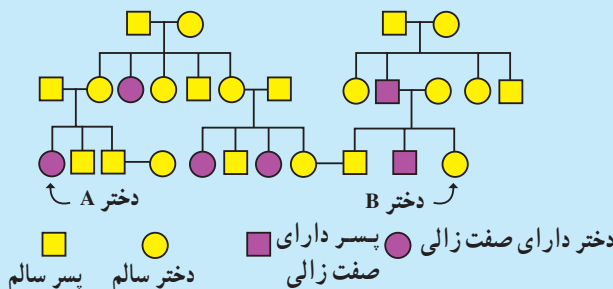 دختر A
دختر B
دختر دارای صفت زالی
پسر دارای
صفت زالی
دختر سالم
پسر سالم